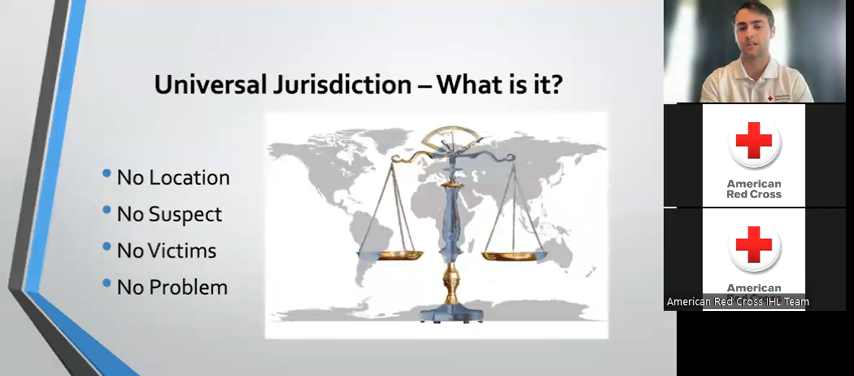 Universal Jurisdiction – What is it?
No Location
No Suspect
No Victims
No Problem
American
Red Cross
American
American Red Cross IHL Team